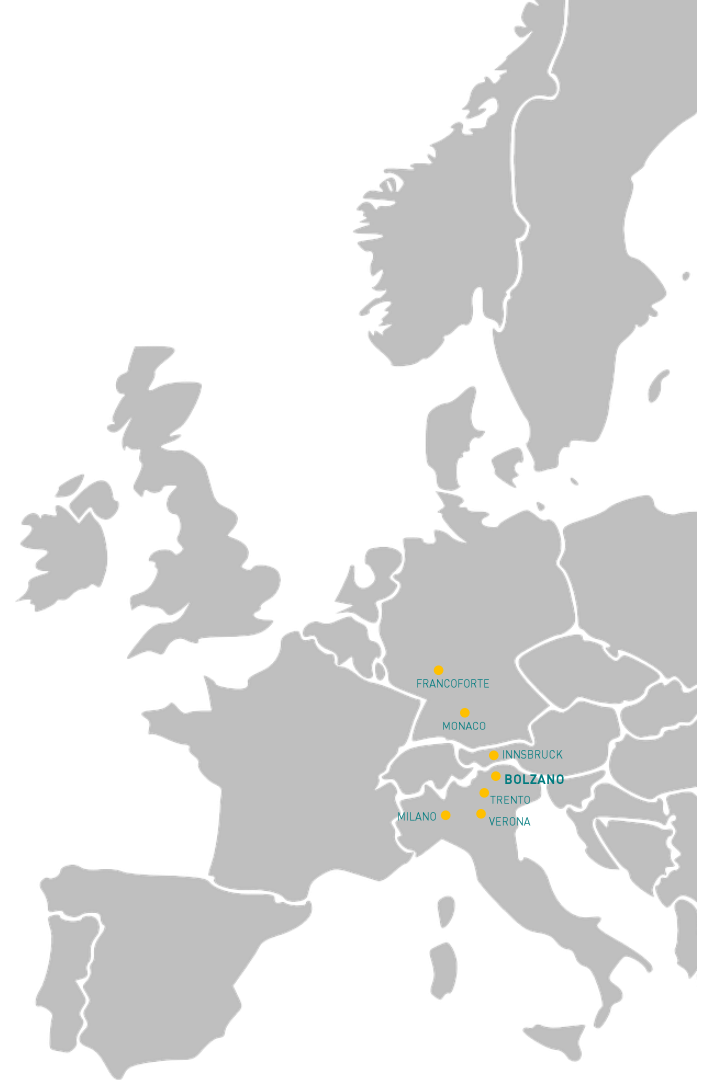 FRANCOFORTE
MONACO
INNSBRUCK
BOLZANO
TRENTO
MILANO
VERONA